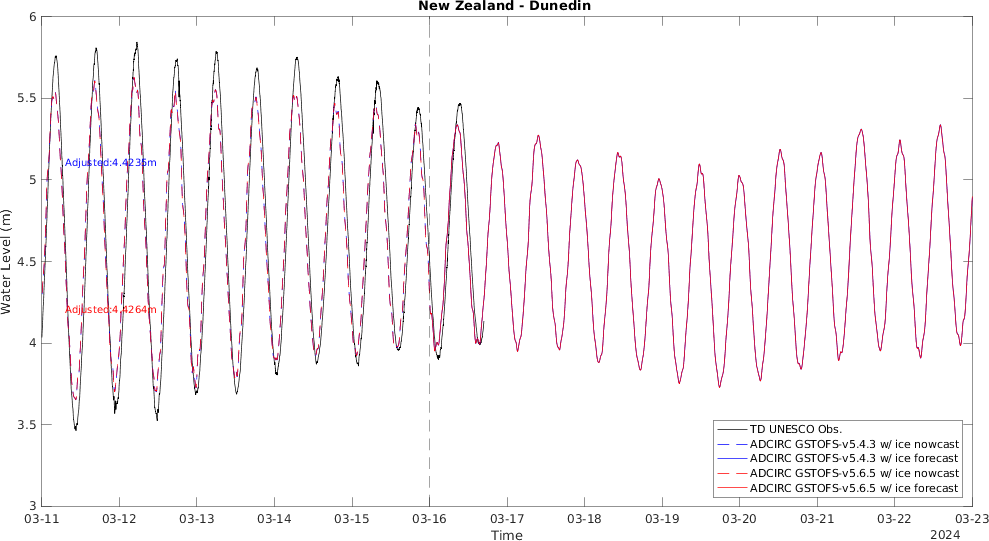 New Zealand - Dunedin
6
5.5
5
4.5
4
3.5
3
Water Level (m)
Adjusted:4.4235m
Adjusted:4.4264m
TD UNESCO Obs.
ADCIRC GSTOFS-v5.4.3 w/ ice nowcast
ADCIRC GSTOFS-v5.4.3 w/ ice forecast
ADCIRC GSTOFS-v5.6.5 w/ ice nowcast
ADCIRC GSTOFS-v5.6.5 w/ ice forecast
03-11 03-12 03-13 03-14 03-15 03-16 03-17 03-18 03-19 03-20 03-21 03-22 03-23
Time
2024